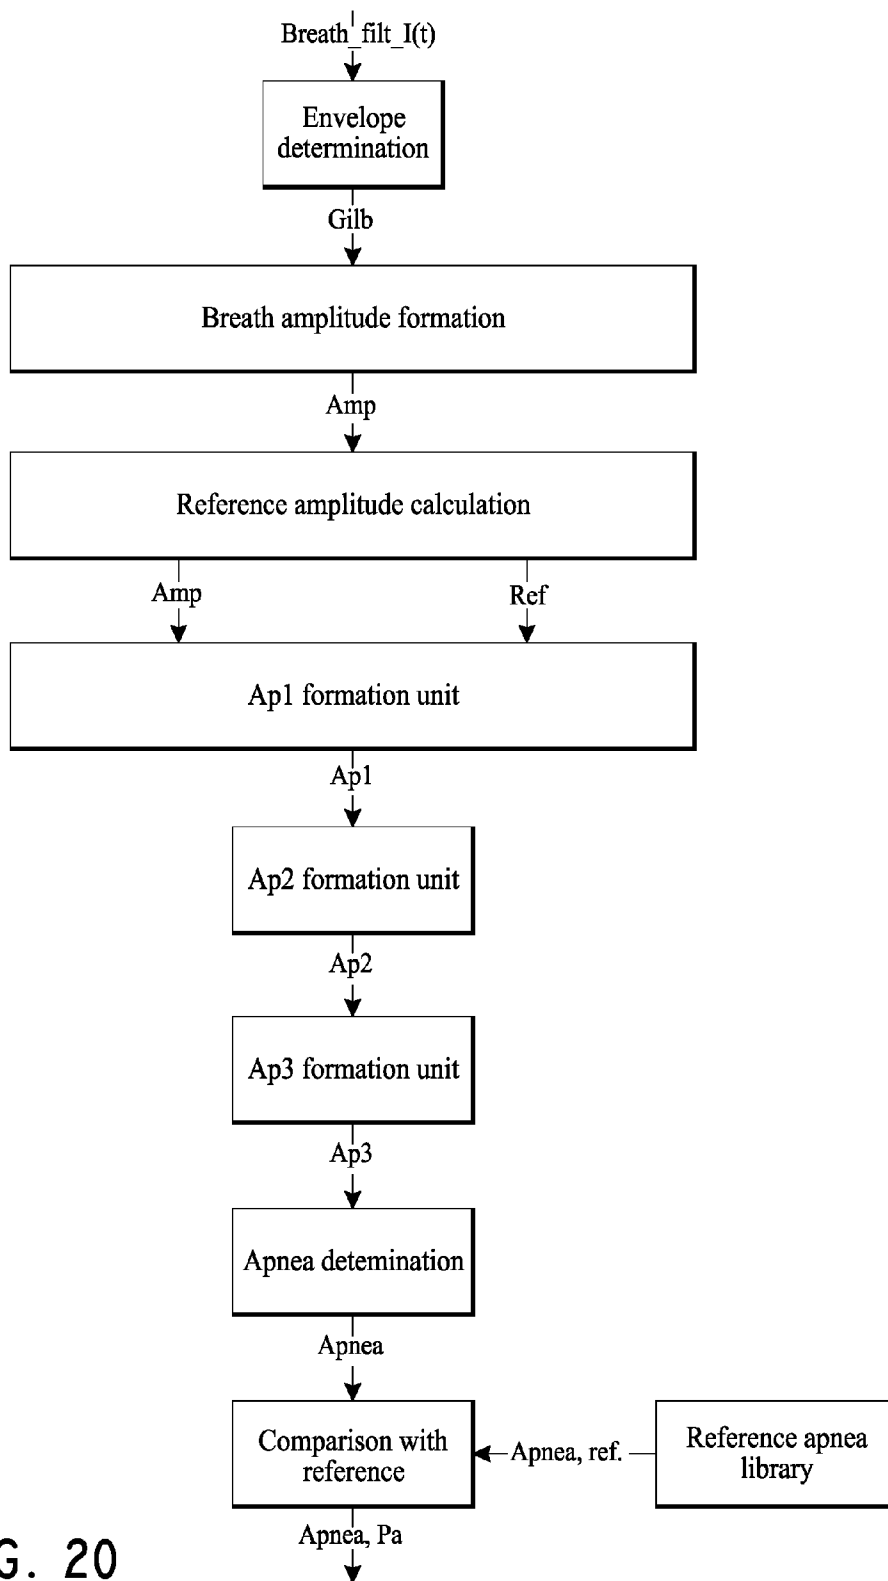 Breath_filt_I(t)
Envelope
determination
Gilb
Breath amplitude formation
Amp
Reference amplitude calculation
Amp
Ref
Ap1 formation unit
Ap1
Ap2 formation unit
Ap2
Ap3 formation unit
Ap3
Apnea detemination
Apnea
Comparison with
reference
Apnea, ref.
Reference apnea
library
Apnea, Pa
G. 20